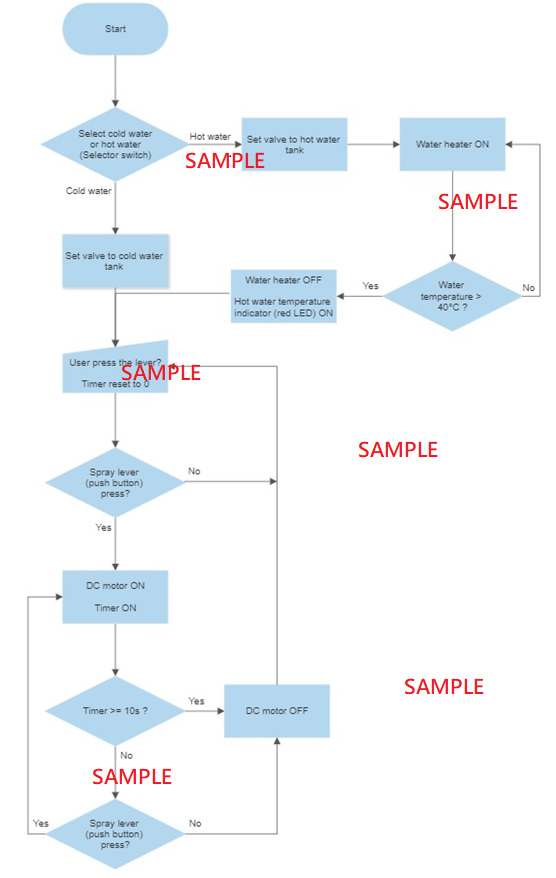 Start
Select cold water
or hot water
(Selector switch)
Hot water
SAMPLE
Set valve to hot water
tank
Water heater ON
SAMPLE
Cold water
Set valve to cold water
tank
Water heater OFF
Hot water temperature
indicator (red LED) ON
Yes
Water
temperature >
40°C ?
No
User press the lever?
SAMPLE
Timer reset to 0
SAMPLE
Spray lever
(push button)
press?
No
Yes
DC motor ON
Timer ON
Timer >= 10s ?
Yes
DC motor OFF
SAMPLE
No
SAMPLE
Yes
Spray lever
(push button)
press?
No